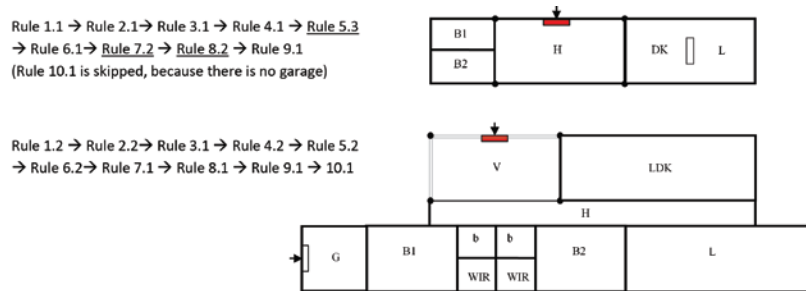 Rule 1.1 → Rule 2.1→ Rule 3.1 → Rule 4.1 → Rule 5.3
→ Rule 6.1→ Rule 7.2 → Rule 8.2 → Rule 9.1
(Rule 10.1 is skipped, because there is no garage)
B1
B2
H
DK
L
Rule 1.2 → Rule 2.2→ Rule 3.1 → Rule 4.2 → Rule 5.2
→ Rule 6.2→ Rule 7.1 → Rule 8.1 → Rule 9.1 → 10.1
V
LDK
H
G
B1
b
b
B2
L
WIR
WIR